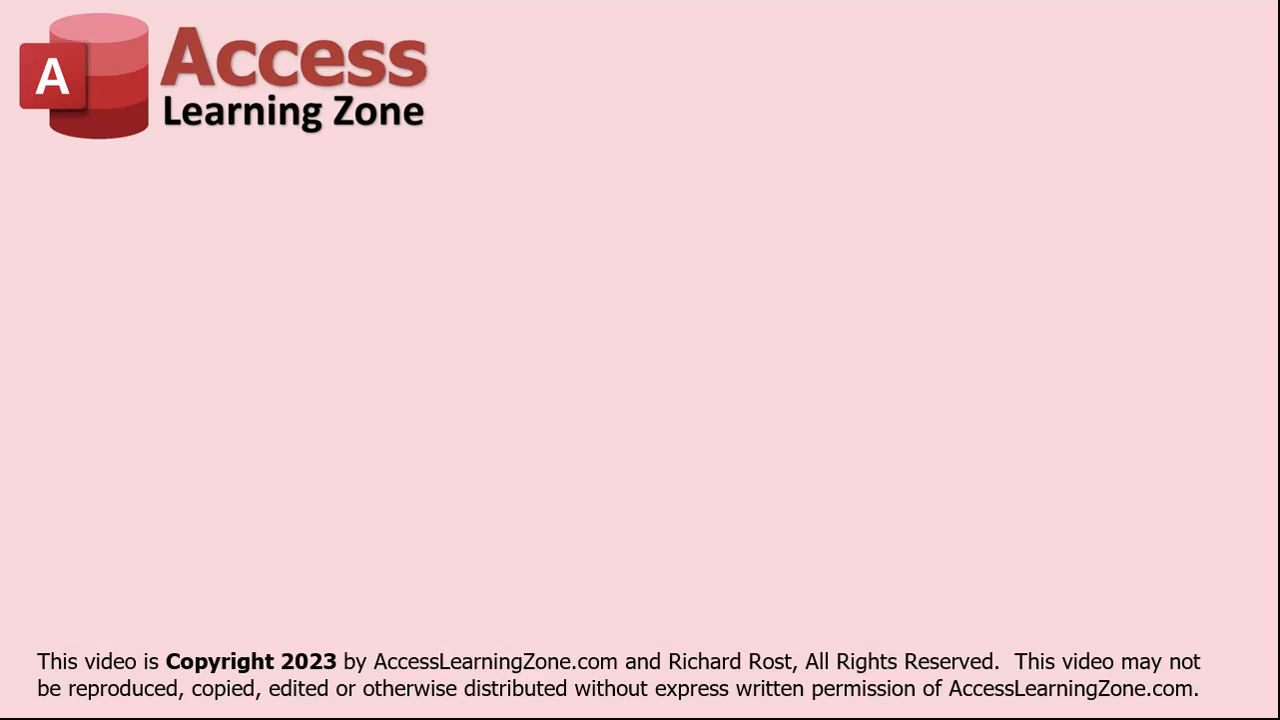 A
Access
Learning Zone
This video is Copyright 2023 by AccessLearningZone.com and Richard Rost, All Rights Reserved.  This video may not
be reproduced, copied, edited or otherwise distributed without express written permission of AccessLearningZone.com.